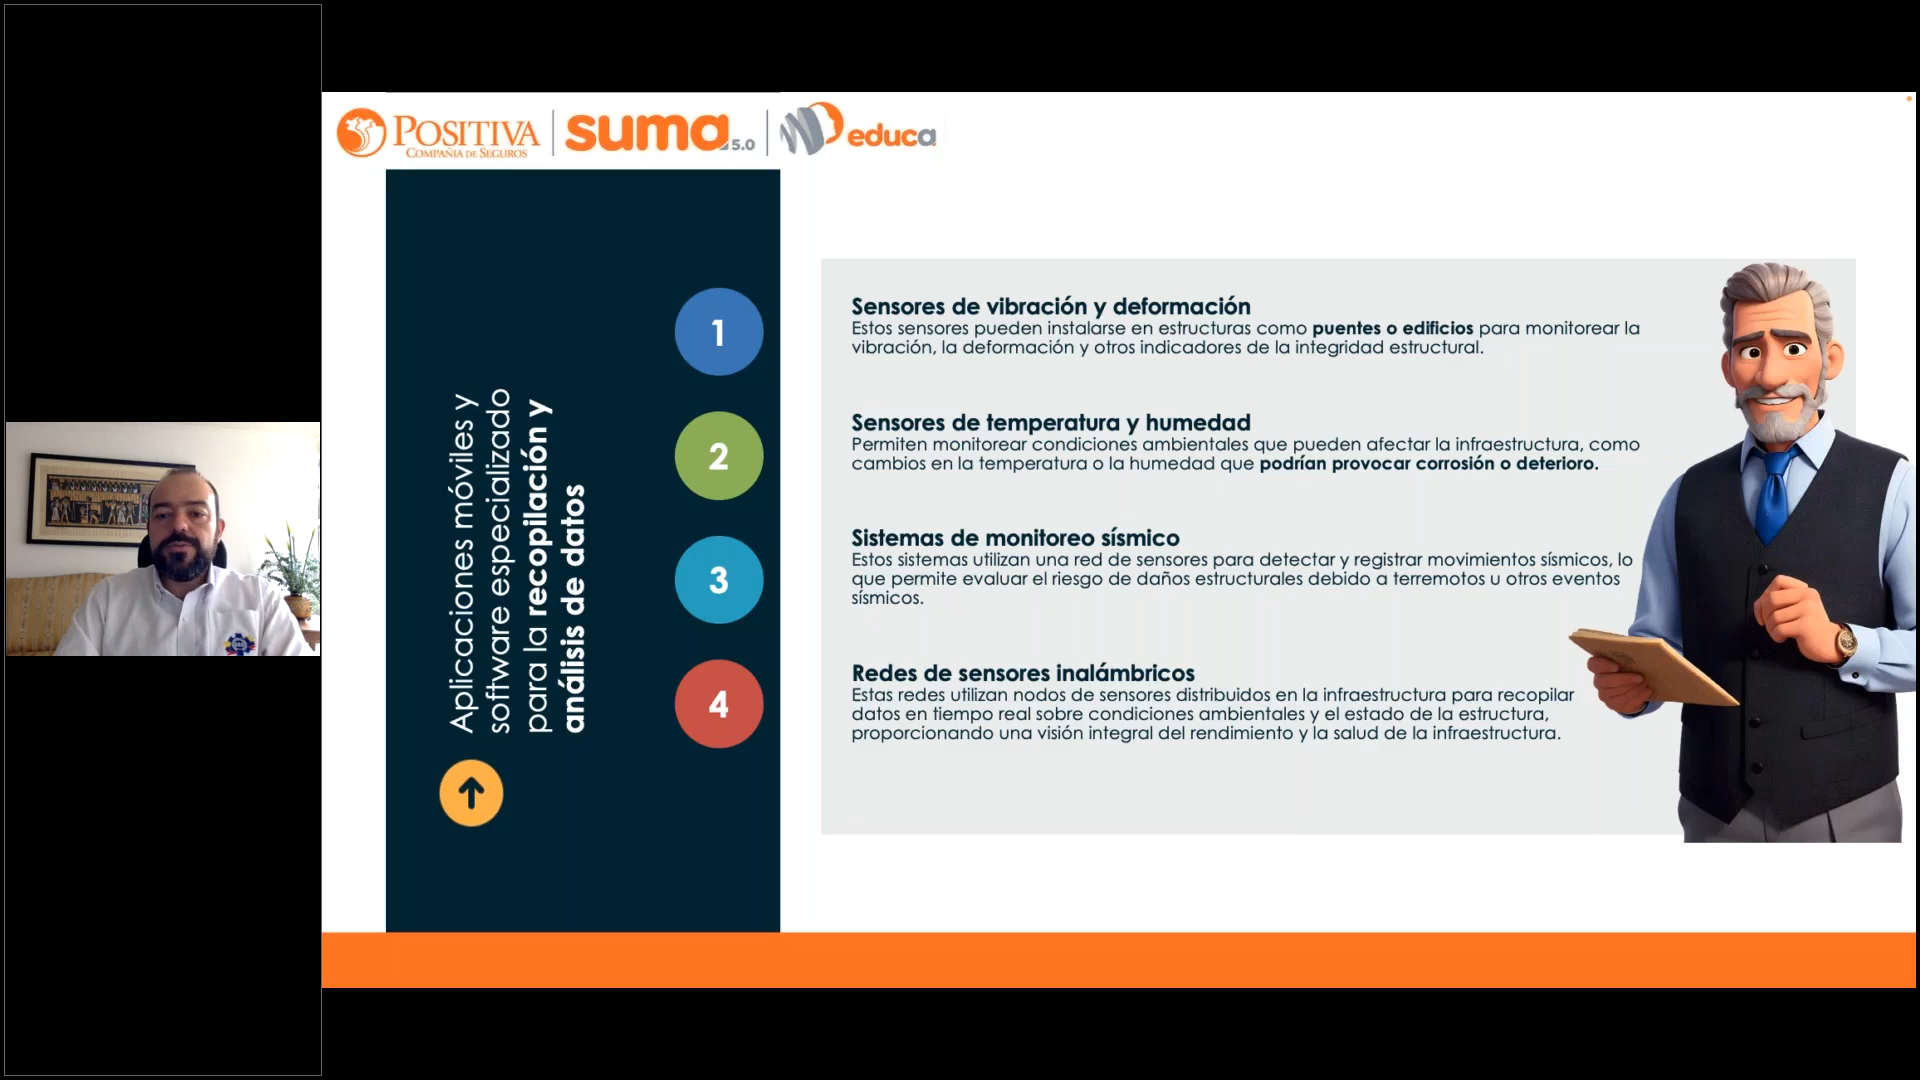 POSITIVA
COMPAÑIA DE SEGUROS
suma 5.0
educa
Aplicaciones móviles y
software especializado
para la recopilación y
análisis de datos
1
2
3
4
Sensores de vibración y deformación
Estos sensores pueden instalarse en estructuras como puentes o edificios para monitorear la
vibración, la deformación y otros indicadores de la integridad estructural.
Sensores de temperatura y humedad
Permiten monitorear condiciones ambientales que pueden afectar la infraestructura, como
cambios en la temperatura o la humedad que podrían provocar corrosión o deterioro.
Sistemas de monitoreo sísmico
Estos sistemas utilizan una red de sensores para detectar y registrar movimientos sísmicos, lo
que permite evaluar el riesgo de daños estructurales debido a terremotos u otros eventos
sísmicos.
Redes de sensores inalámbricos
Estas redes utilizan nodos de sensores distribuidos en la infraestructura para recopilar
datos en tiempo real sobre condiciones ambientales y el estado de la estructura,
proporcionando una visión integral del rendimiento y la salud de la infraestructura.